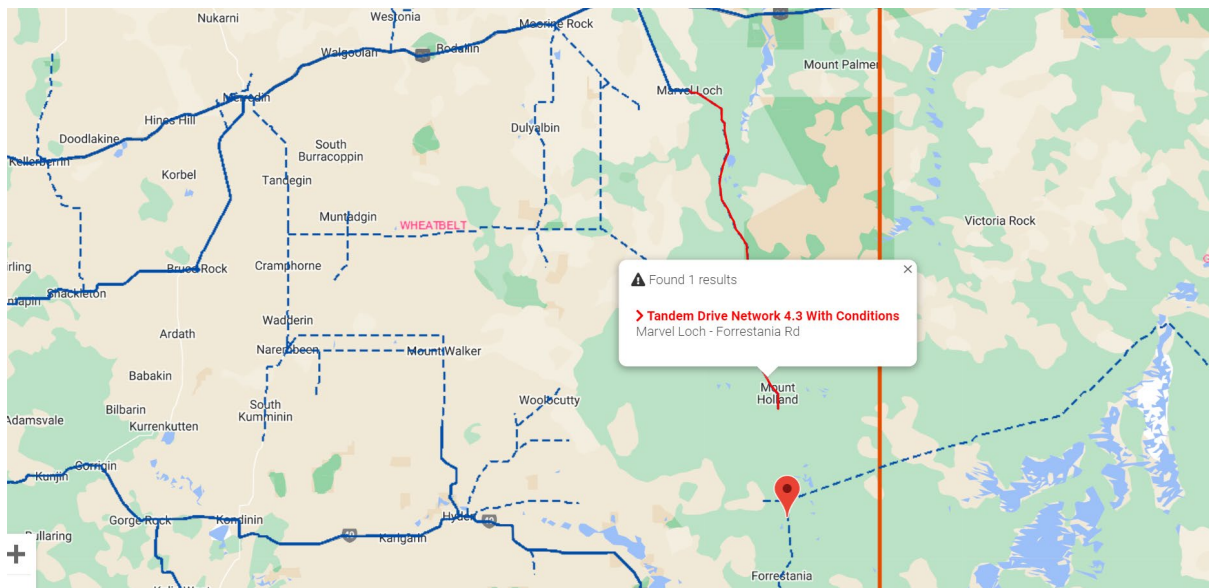 Nukarni
Westonia
Moorine Rock
Walgoolan
Bodallin
Mount Palmer
Merredin
Marvel Loch
Hines Hill
Doodlakine
Dulyalbin
South
Burracoppin
Kellerberrin
Korbel
Tandegin
Muntadgin
WHEATBELT
Victoria Rock
Cramphorne
Bruce Rock
Shackleton
Found 1 results
Tandem Drive Network 4.3 With Conditions
Marvel Loch - Forrestania Rd
Wadderin
Ardath
Narembeen
Mount Walker
Babakin
Mount
Holland
Woolocutty
Bilbarin
South
Kumminin
Adamsvale
Kurrenkutten
Corrigin
Kunjin
Gorge Rock
Kondinin
Hyden
40
Karlgarin
Forrestania